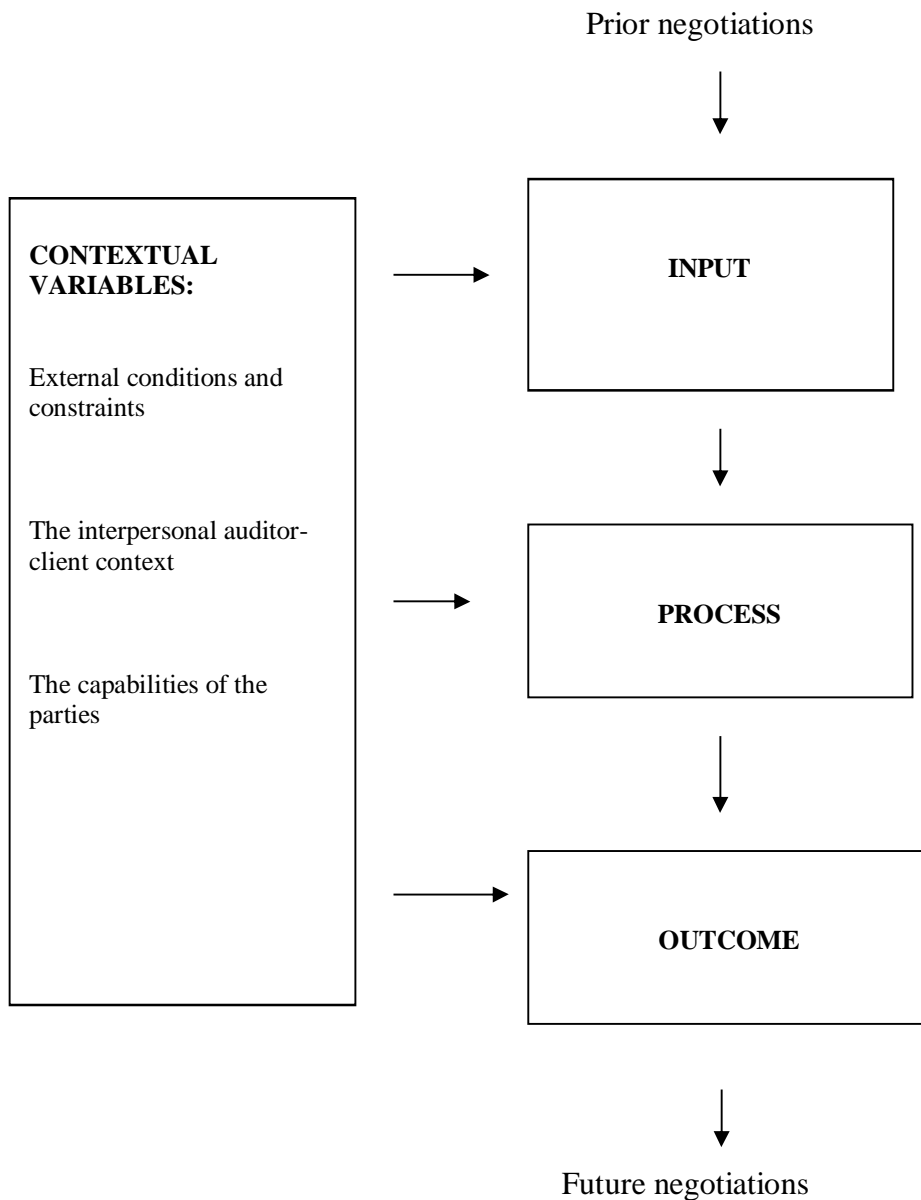 Prior negotiations
CONTEXTUAL
VARIABLES:
External conditions and
constraints
The interpersonal auditor-
client context
The capabilities of the
parties
INPUT
PROCESS
OUTCOME
Future negotiations